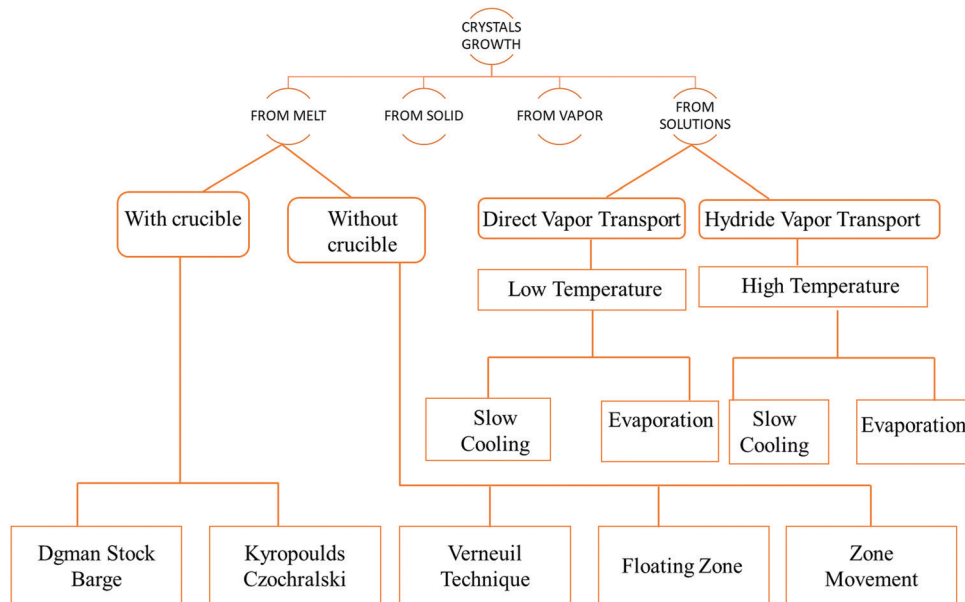 CRYSTALS
GROWTH
FROM MELT
FROM SOLID
FROM VAPOR
FROM
SOLUTIONS
With crucible
Without
crucible
Direct Vapor Transport
Hydride Vapor Transport
Low Temperature
High Temperature
Slow
Cooling
Evaporation
Slow
Cooling
Evaporation
Dgman Stock
Barge
Kyropoulds
Czochralski
Verneuil
Technique
Floating Zone
Zone
Movement